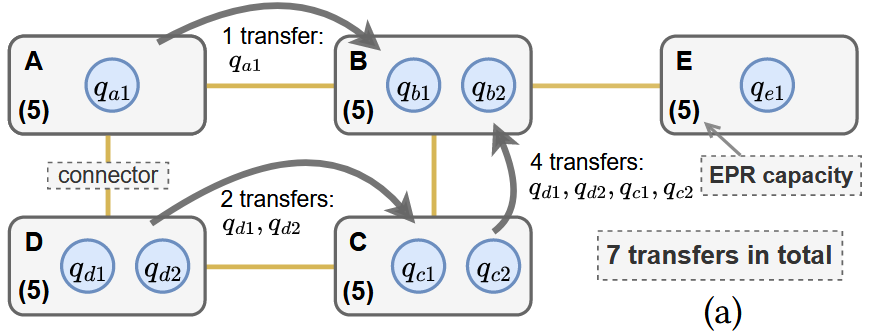 1 transfer:
q_{a1}
A
q_{a1}
(5)
B
q_{b1} q_{b2}
(5)
E
q_{e1}
(5)
connector
4 transfers:
q_{d1}, q_{d2}, q_{c1}, q_{c2}
EPR capacity
2 transfers:
q_{d1}, q_{d2}
D
q_{d1} q_{d2}
(5)
C
q_{c1} q_{c2}
(5)
7 transfers in total
(a)